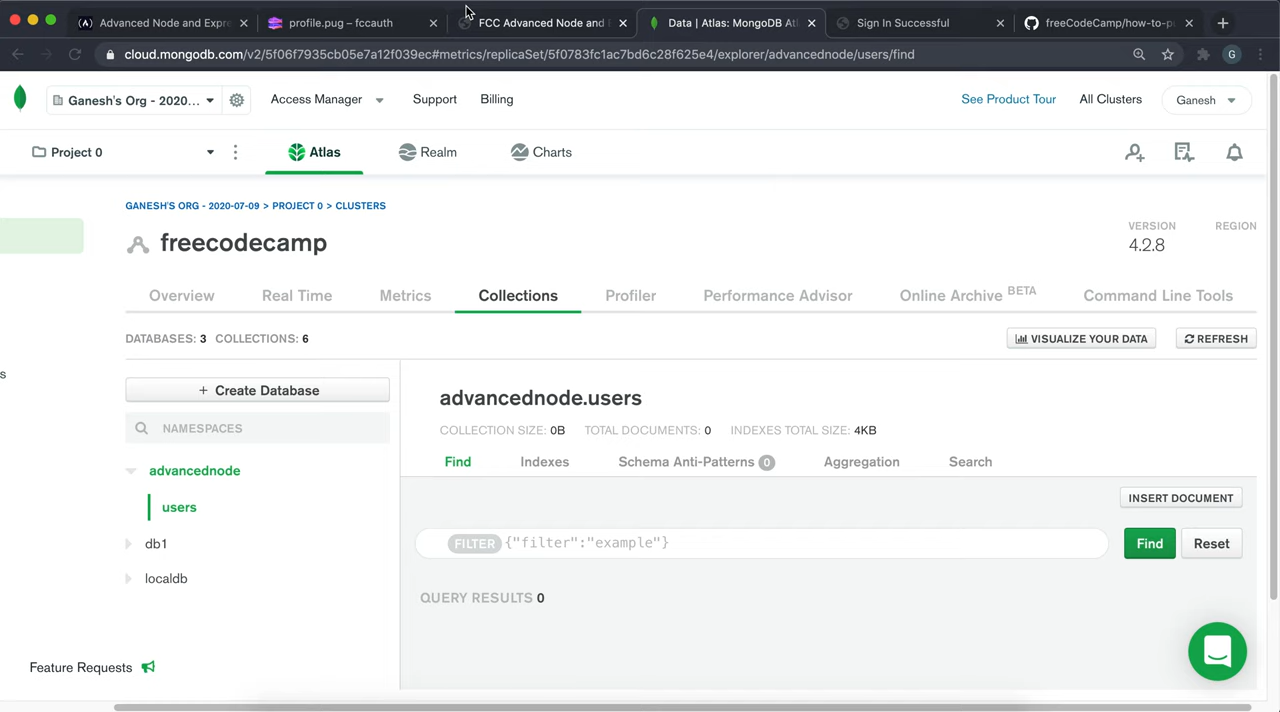 Advanced Node and Expre
profile.pug – fccauth
FCC Advanced Node and E
Data | Atlas: MongoDB Atl
Sign In Successful
freeCodeCamp/how-to-pu
cloud.mongodb.com/v2/5f06f7935cb05e7a12f039ec#metrics/replicaSet/5f0783fc1ac7bd6c28f625e4/explorer/advancednode/users/find
G
Ganesh's Org - 2020...
Access Manager
Support
Billing
See Product Tour
All Clusters
Ganesh
Project 0
Atlas
Realm
Charts
GANESH'S ORG - 2020-07-09 > PROJECT 0 > CLUSTERS
freecodecamp
VERSION
4.2.8
REGION
Overview
Real Time
Metrics
Collections
Profiler
Performance Advisor
Online Archive BETA
Command Line Tools
DATABASES: 3 COLLECTIONS: 6
VISUALIZE YOUR DATA
REFRESH
s
+ Create Database
NAMESPACES
advancednode
users
db1
localdb
advancednode.users
COLLECTION SIZE: 0B TOTAL DOCUMENTS: 0 INDEXES TOTAL SIZE: 4KB
Find
Indexes
Schema Anti-Patterns 0
Aggregation
Search
INSERT DOCUMENT
FILTER {"filter":"example"}
Find
Reset
QUERY RESULTS 0
Feature Requests